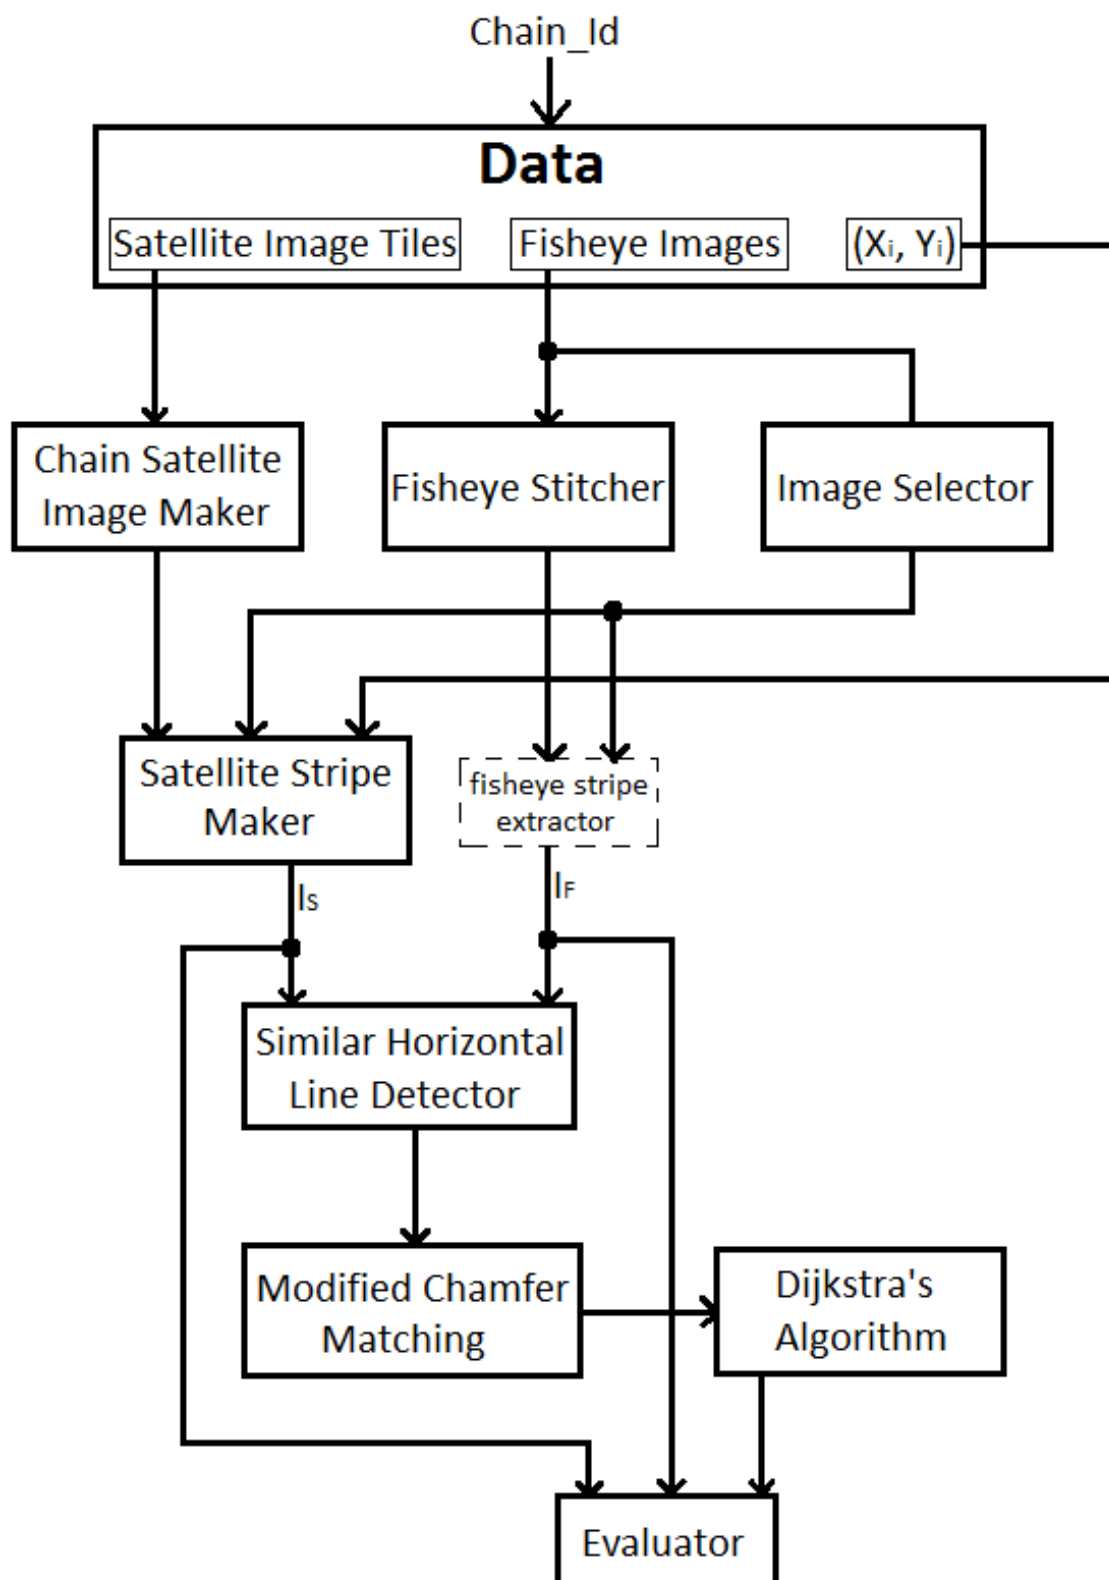 Chain_Id
Data
Satellite Image Tiles
Fisheye Images
(Xi, Yi)
Chain Satellite
Image Maker
Fisheye Stitcher
Image Selector
Satellite Stripe
Maker
fisheye stripe
extractor
IS
IF
Similar Horizontal
Line Detector
Modified Chamfer
Matching
Dijkstra's
Algorithm
Evaluator